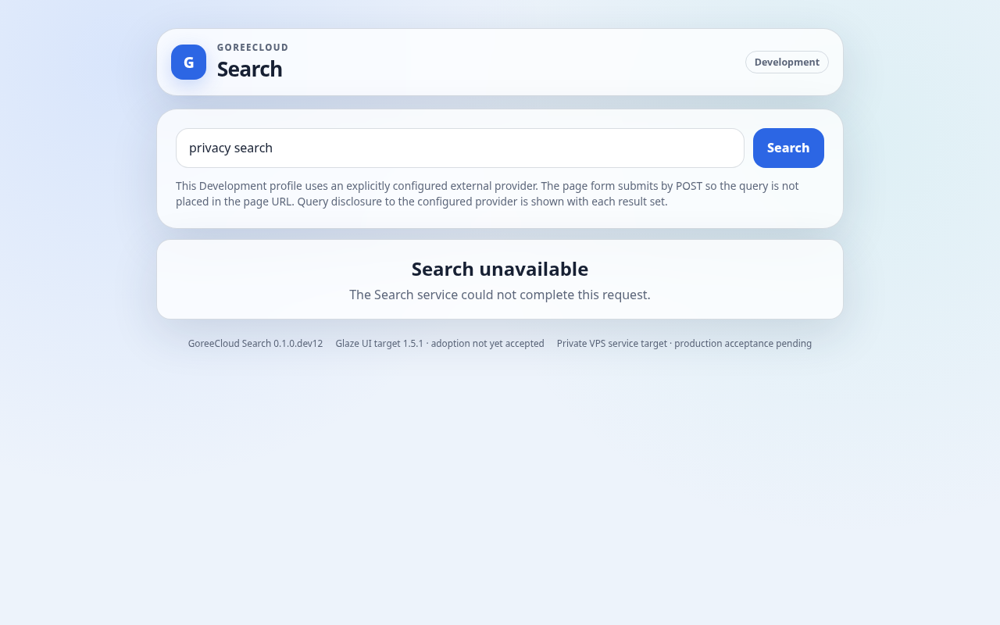 G
GOREECLOUD
Search
Development
privacy search
Search
This Development profile uses an explicitly configured external provider. The page form submits by POST so the query is not
placed in the page URL. Query disclosure to the configured provider is shown with each result set.
Search unavailable
The Search service could not complete this request.
GoreeCloud Search 0.1.0.dev12 Glaze UI target 1.5.1 · adoption not yet accepted Private VPS service target · production acceptance pending